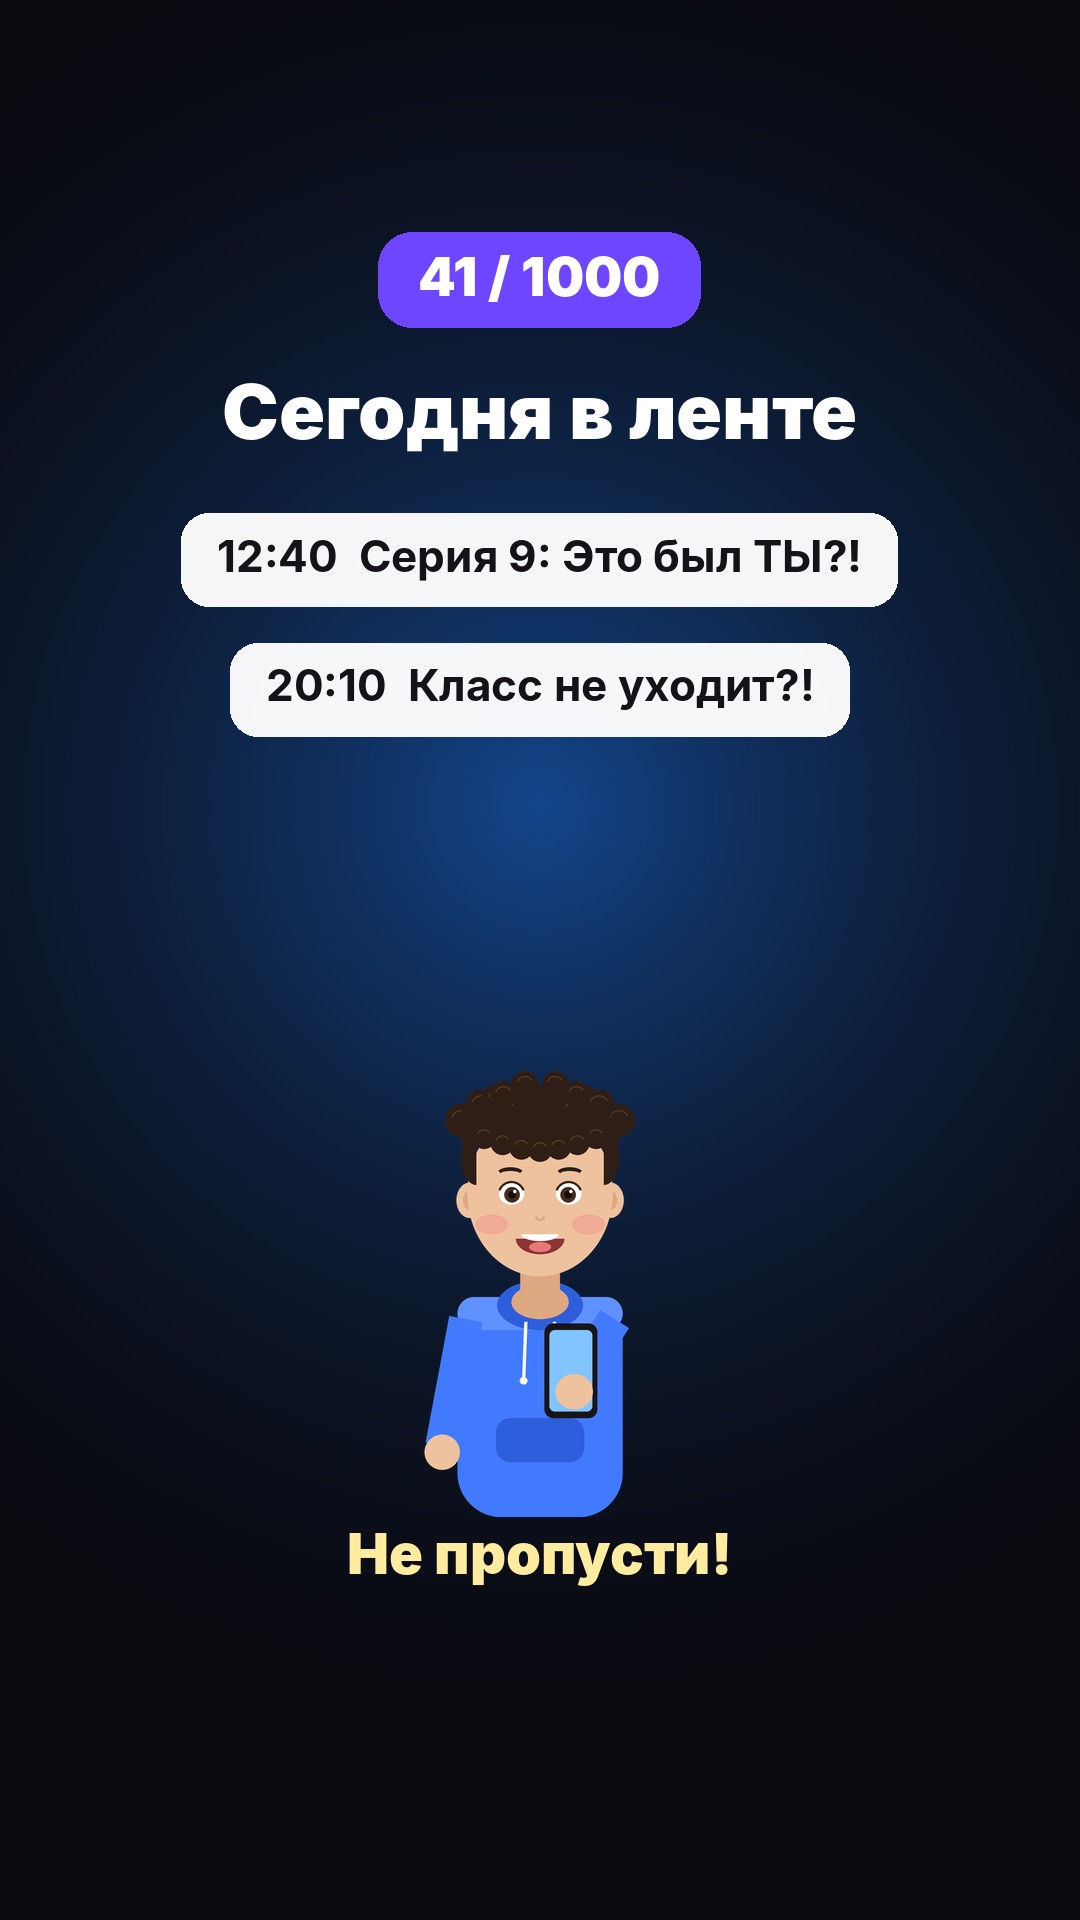 41 / 1000
Сегодня в ленте
12:40 Серия 9: Это был ТЫ?!
20:10 Класс не уходит?!
Не пропусти!